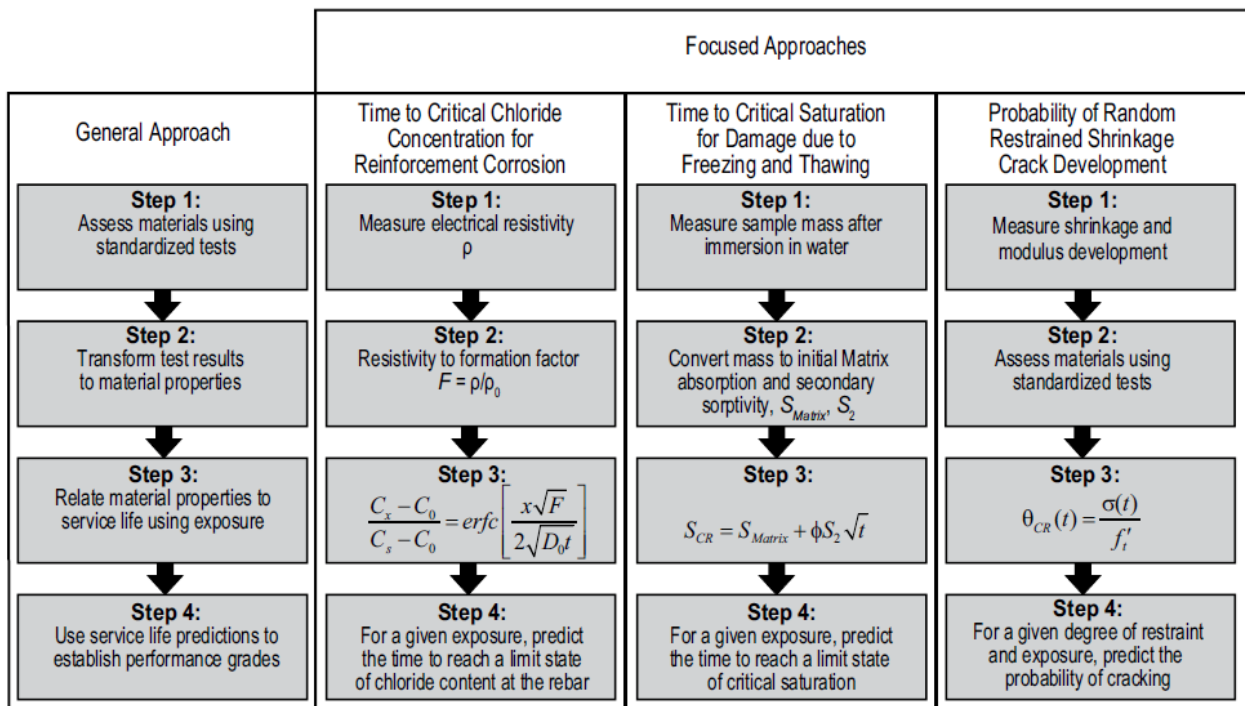 Focused Approaches
General Approach
Step 1:
Assess materials using
standardized tests
Step 2:
Transform test results
to material properties
Step 3:
Relate material properties to
service life using exposure
Step 4:
Use service life predictions to
establish performance grades
Time to Critical Chloride
Concentration for
Reinforcement Corrosion
Step 1:
Measure electrical resistivity
ρ
Step 2:
Resistivity to formation factor
F = ρ/ρ₀
Step 3:
(Cₓ − C₀)/(Cₛ − C₀) = erfc[x√F/(2√(D₀t))]
Step 4:
For a given exposure, predict
the time to reach a limit state
of chloride content at the rebar
Time to Critical Saturation
for Damage due to
Freezing and Thawing
Step 1:
Measure sample mass after
immersion in water
Step 2:
Convert mass to initial Matrix
absorption and secondary
sorptivity, S_Matrix, S₂
Step 3:
S_CR = S_Matrix + ϕS₂√t
Step 4:
For a given exposure, predict
the time to reach a limit state
of critical saturation
Probability of Random
Restrained Shrinkage
Crack Development
Step 1:
Measure shrinkage and
modulus development
Step 2:
Assess materials using
standardized tests
Step 3:
θ_CR(t) = σ(t)/f′ₜ
Step 4:
For a given degree of restraint
and exposure, predict the
probability of cracking